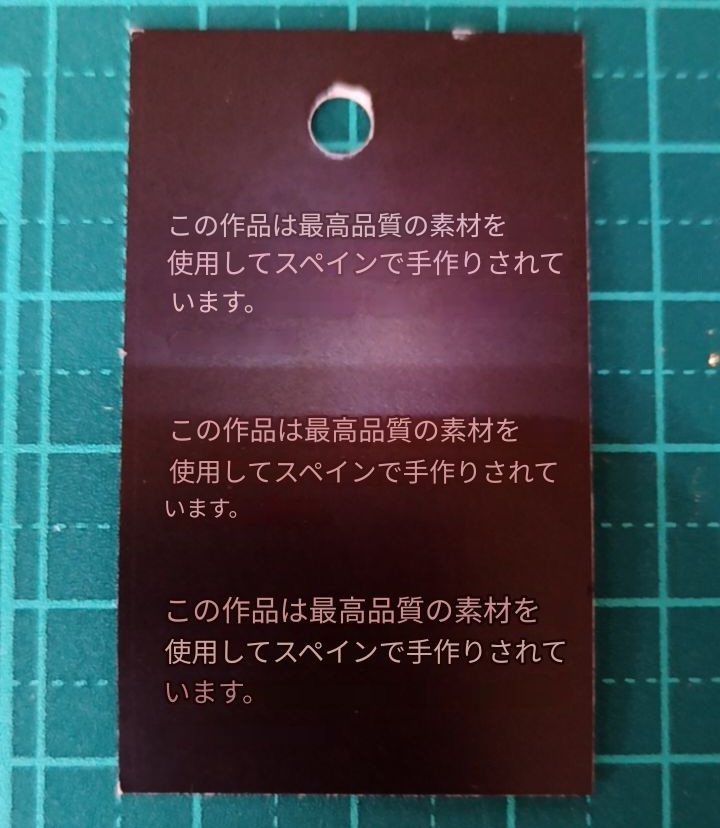 この作品は最高品質の素材を
使用してスペインで手作りされて
います。
この作品は最高品質の素材を
使用してスペインで手作りされて
います。
この作品は最高品質の素材を
使用してスペインで手作りされて
います。